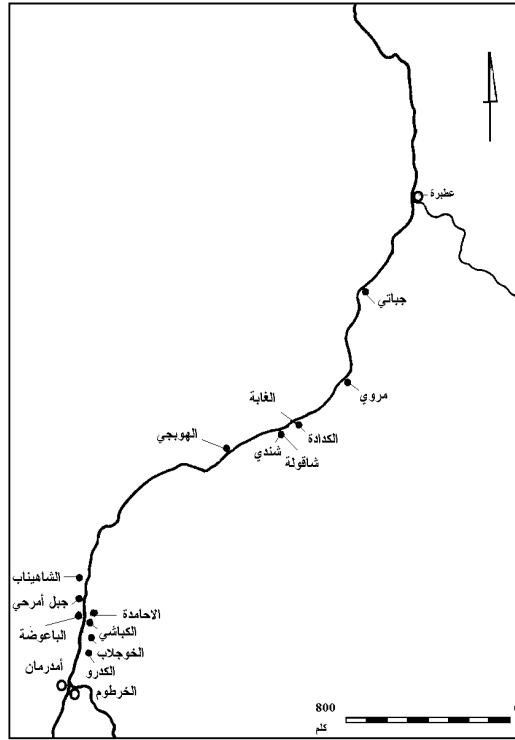 عطبرة
جباتي
مروي
الغابة
الكدادة
شندي
شاقولة
الهوبجي
الشاهيناب
جبل أمرحي
الاحامدة
الباعوضة
الكباشي
الخوجلاب
الكدرو
أمدرمان
الخرطوم
800
كلم